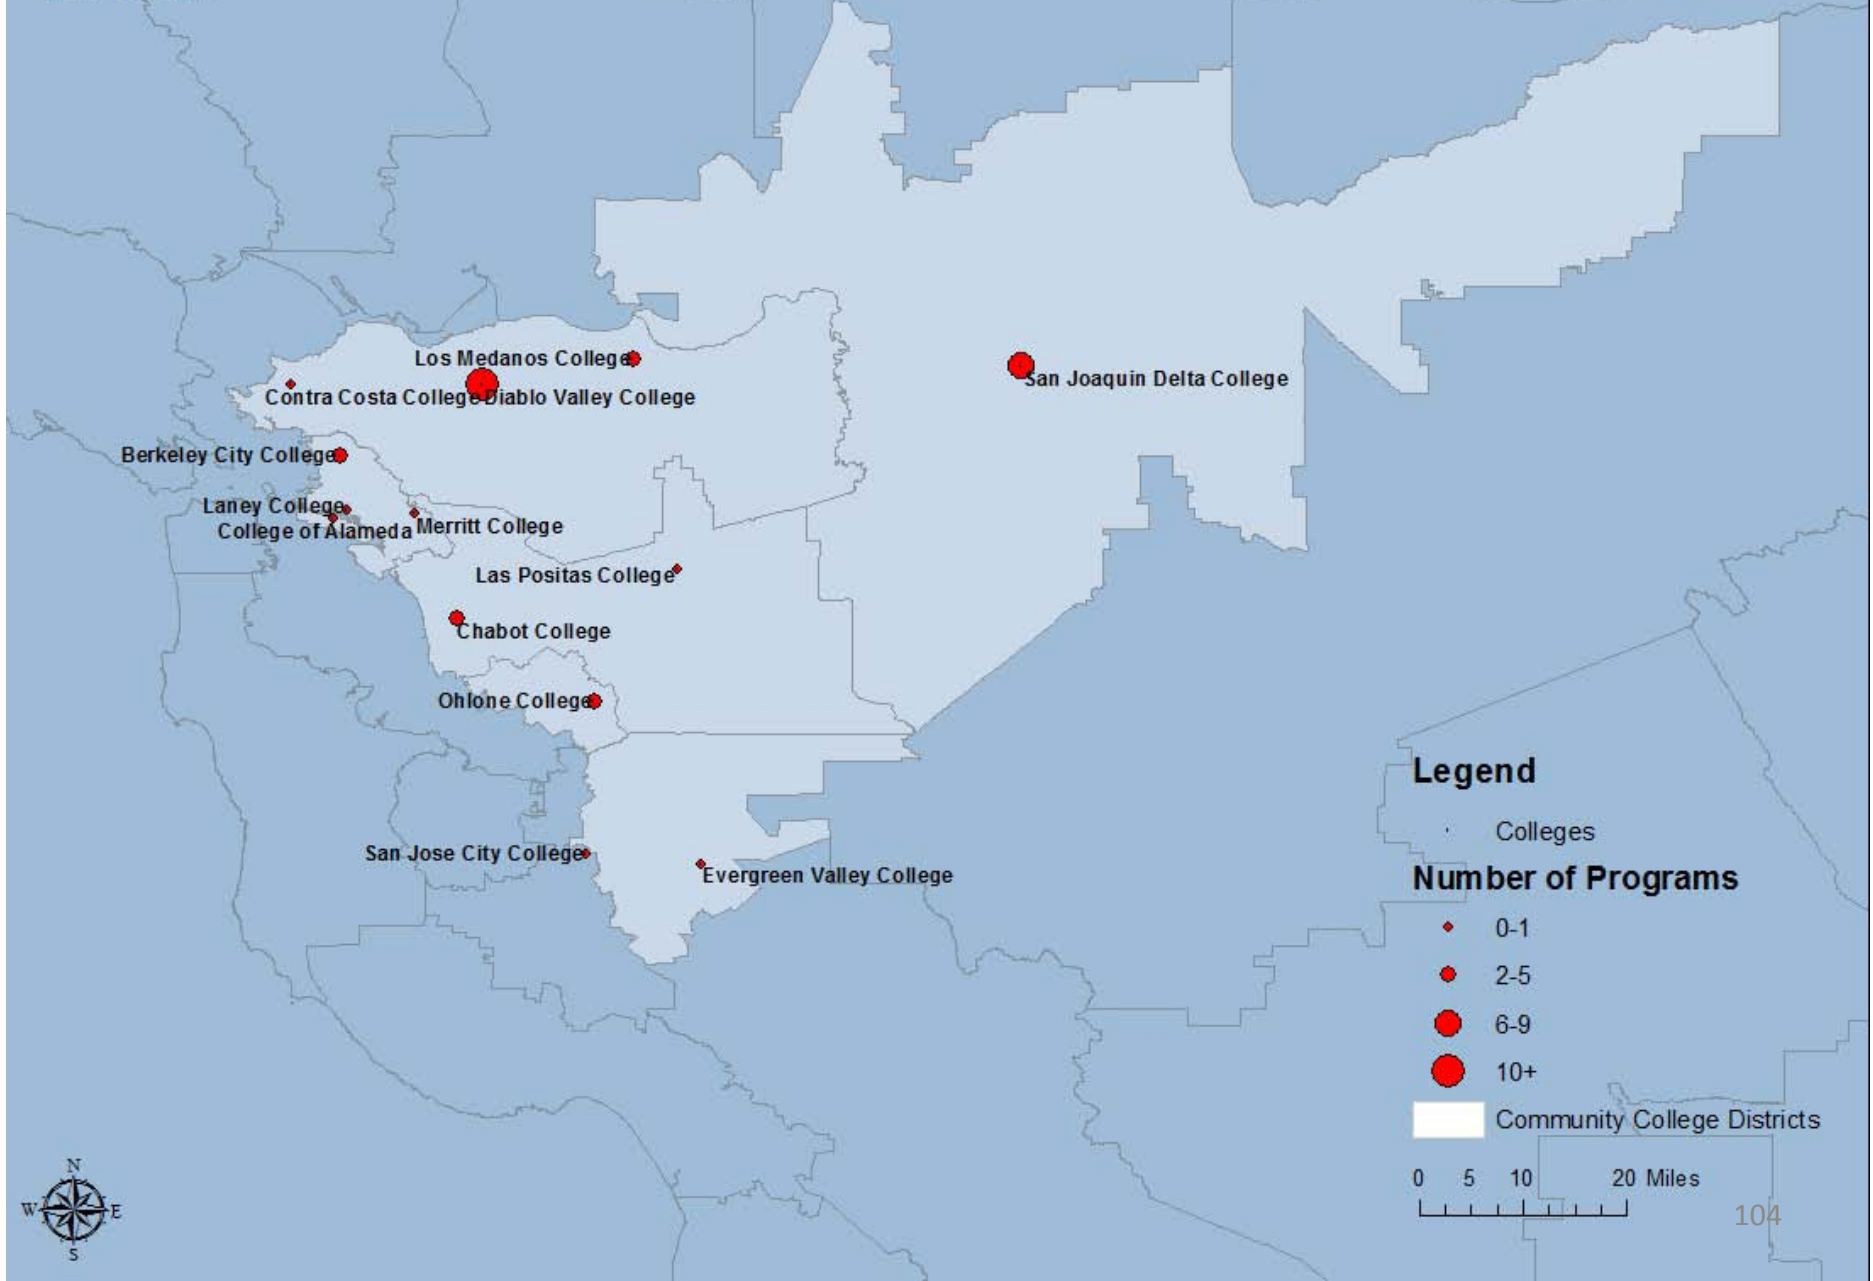 Los Medanos College
San Joaquin Delta College
Contra Costa College
Diablo Valley College
Berkeley City College
Laney College
College of Alameda
Merritt College
Las Positas College
Chabot College
Ohlone College
San Jose City College
Evergreen Valley College
Legend
Colleges
Number of Programs
0-1
2-5
6-9
10+
Community College Districts
0 5 10 20 Miles
104
N
W E
S